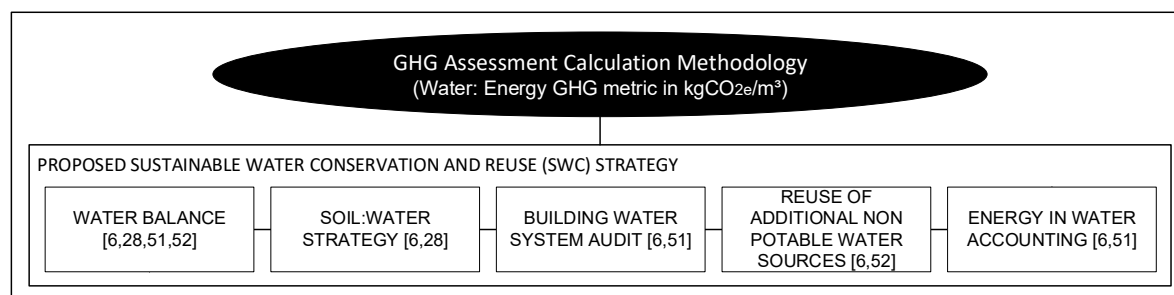 GHG Assessment Calculation Methodology
(Water: Energy GHG metric in kgCO2e/m³)
PROPOSED SUSTAINABLE WATER CONSERVATION AND REUSE (SWC) STRATEGY
WATER BALANCE
[6,28,51,52]
SOIL:WATER
STRATEGY [6,28]
BUILDING WATER
SYSTEM AUDIT [6,51]
REUSE OF
ADDITIONAL NON
POTABLE WATER
SOURCES [6,52]
ENERGY IN WATER
ACCOUNTING [6,51]